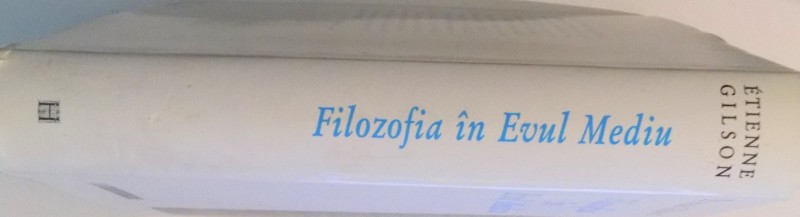 ÉTIENNE
GILSON
Filozofia în Evul Mediu
H